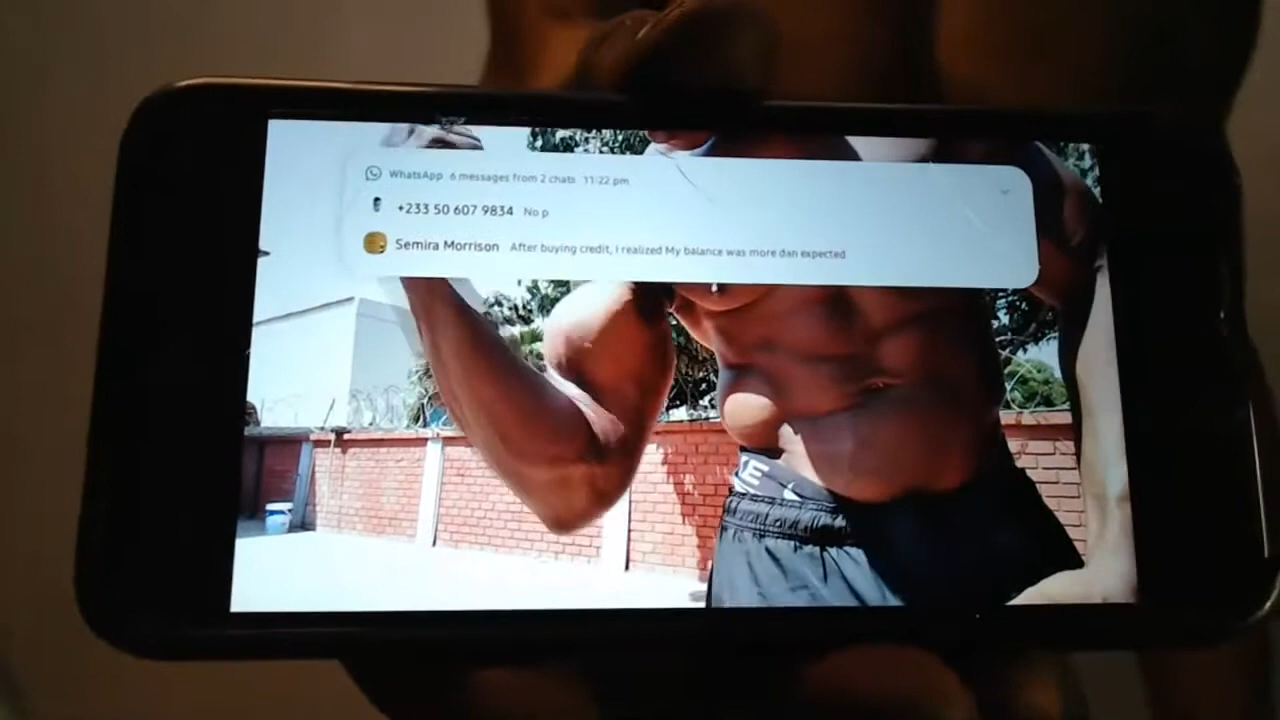 WhatsApp 6 messages from 2 chats 11:22 pm
+233 50 607 9834 No p
Semira Morrison After buying credit, I realized My balance was more dan expected
KE